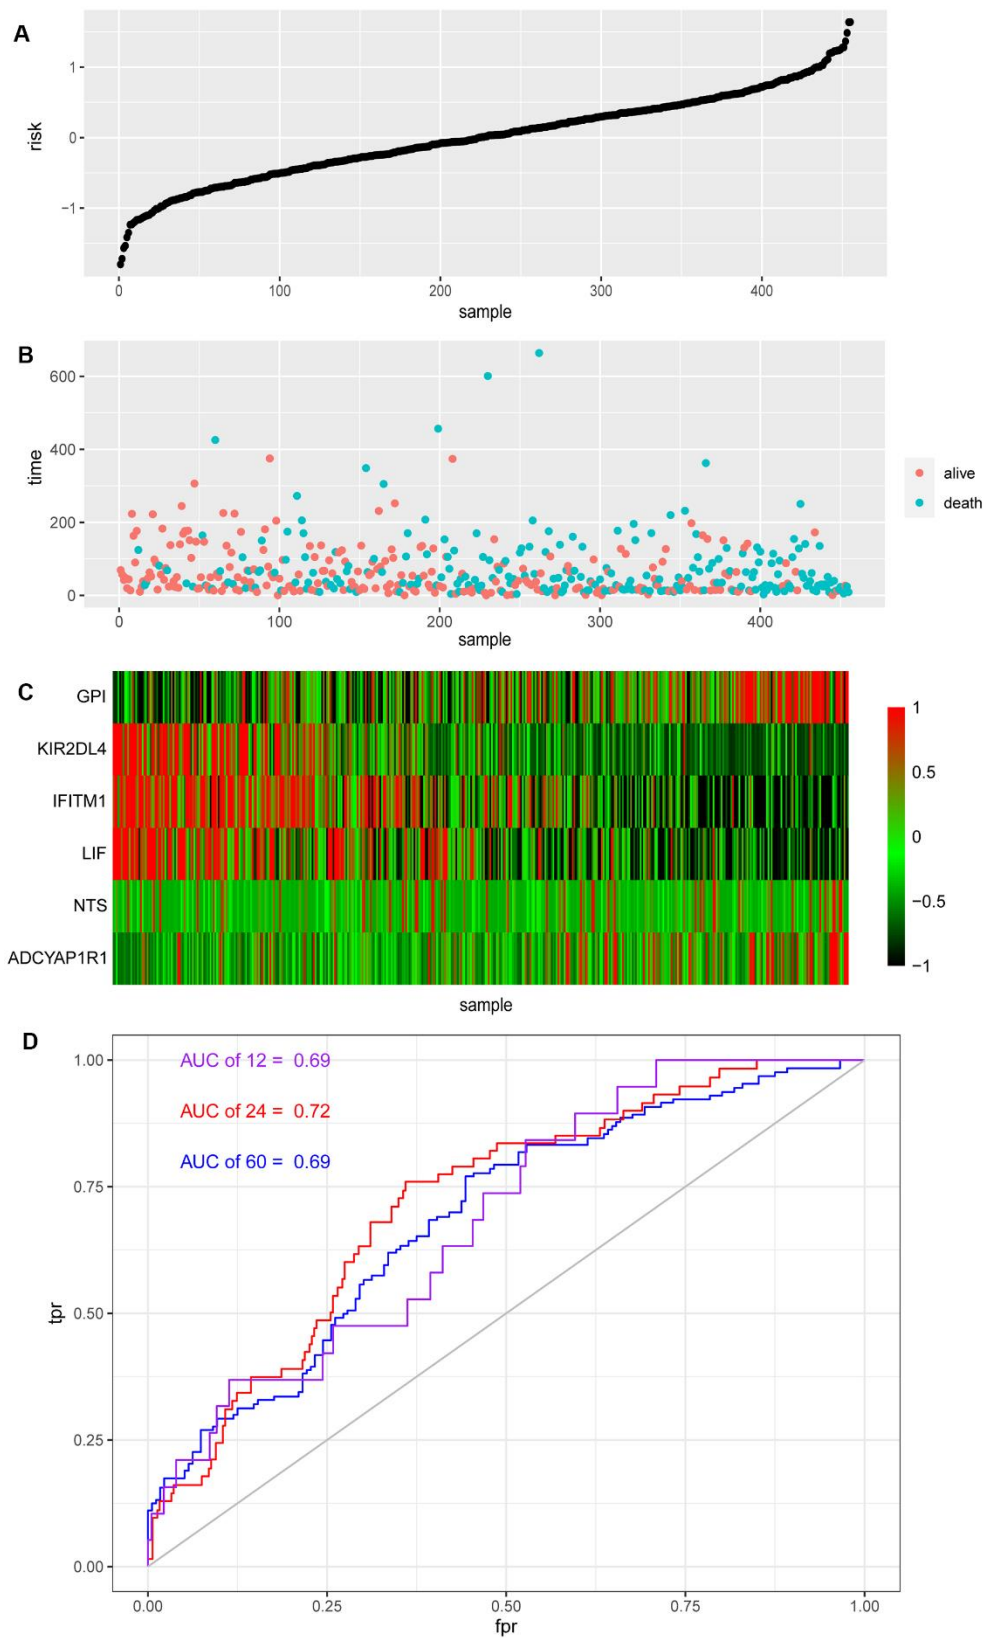 A
1
0
−1
risk
0 100 200 300 400
sample
B
600
400
200
0
time
0 100 200 300 400
sample
alive
death
C
GPI
KIR2DL4
IFITM1
LIF
NTS
ADCYAP1R1
sample
1
0.5
0
−0.5
−1
D
AUC of 12 = 0.69
AUC of 24 = 0.72
AUC of 60 = 0.69
1.00
0.75
0.50
0.25
0.00
tpr
0.00 0.25 0.50 0.75 1.00
fpr